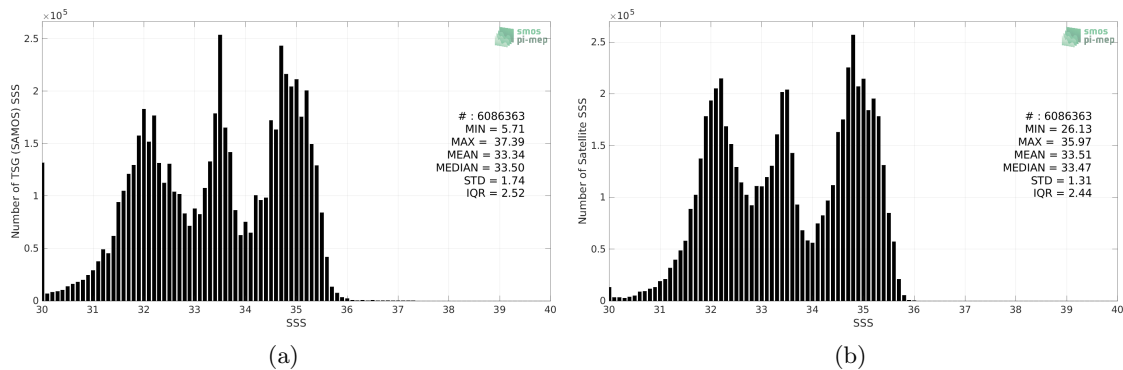 ×10⁵
2.5
2
1.5
1
0.5
0
30 31 32 33 34 35 36 37 38 39 40
SSS
Number of TSG (SAMOS) SSS
smos
pi-mep
# : 6086363
MIN = 5.71
MAX = 37.39
MEAN = 33.34
MEDIAN = 33.50
STD = 1.74
IQR = 2.52
(a)
×10⁵
2.5
2
1.5
1
0.5
0
30 31 32 33 34 35 36 37 38 39 40
SSS
Number of Satellite SSS
smos
pi-mep
# : 6086363
MIN = 26.13
MAX = 35.97
MEAN = 33.51
MEDIAN = 33.47
STD = 1.31
IQR = 2.44
(b)